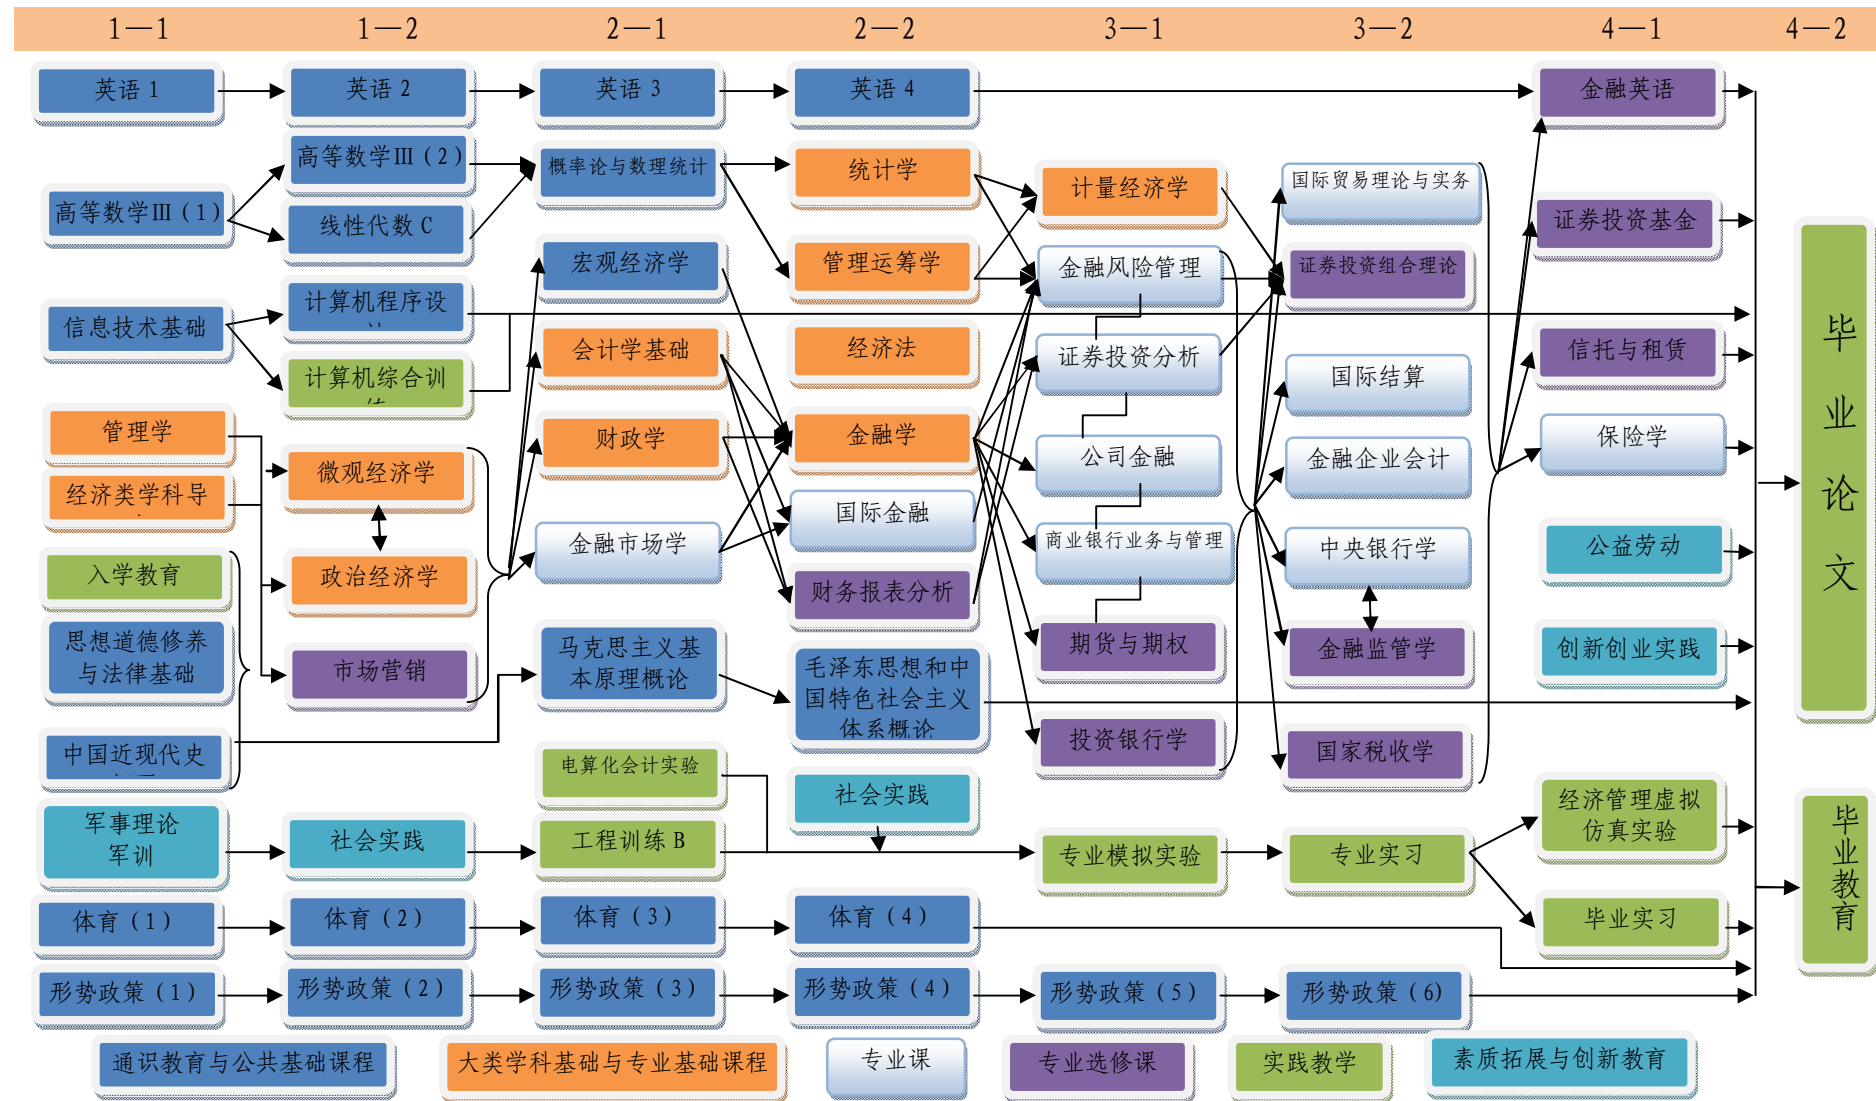 1—1
1—2
2—1
2—2
3—1
3—2
4—1
4—2
英语 1
英语 2
英语 3
英语 4
金融英语
高等数学Ⅲ（1）
高等数学Ⅲ（2）
线性代数 C
概率论与数理统计
统计学
管理运筹学
计量经济学
国际贸易理论与实务
证券投资组合理论
证券投资基金
信息技术基础
计算机程序设
计算机综合训
宏观经济学
会计学基础
经济法
金融风险管理
证券投资分析
国际结算
信托与租赁
管理学
经济类学科导
微观经济学
政治经济学
市场营销
财政学
金融市场学
金融学
国际金融
财务报表分析
公司金融
商业银行业务与管理
期货与期权
投资银行学
金融企业会计
中央银行学
金融监管学
国家税收学
保险学
公益劳动
创新创业实践
入学教育
思想道德修养
与法律基础
中国近现代史
马克思主义基
本原理概论
毛泽东思想和中
国特色社会主义
体系概论
电算化会计实验
社会实践
军事理论
军训
社会实践
工程训练 B
专业模拟实验
专业实习
经济管理虚拟
仿真实验
毕业实习
体育（1）
体育（2）
体育（3）
体育（4）
形势政策（1）
形势政策（2）
形势政策（3）
形势政策（4）
形势政策（5）
形势政策（6）
毕业论文
毕业教育
通识教育与公共基础课程
大类学科基础与专业基础课程
专业课
专业选修课
实践教学
素质拓展与创新教育